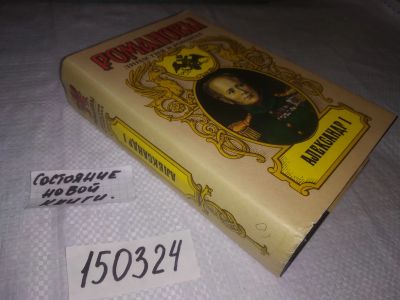 РОМАНОВЫ
АЛЕКСАНДР I
АЛЕКСАНДР I
СОСТОЯНИЕ
НОВОЙ
КНИГИ.
150324